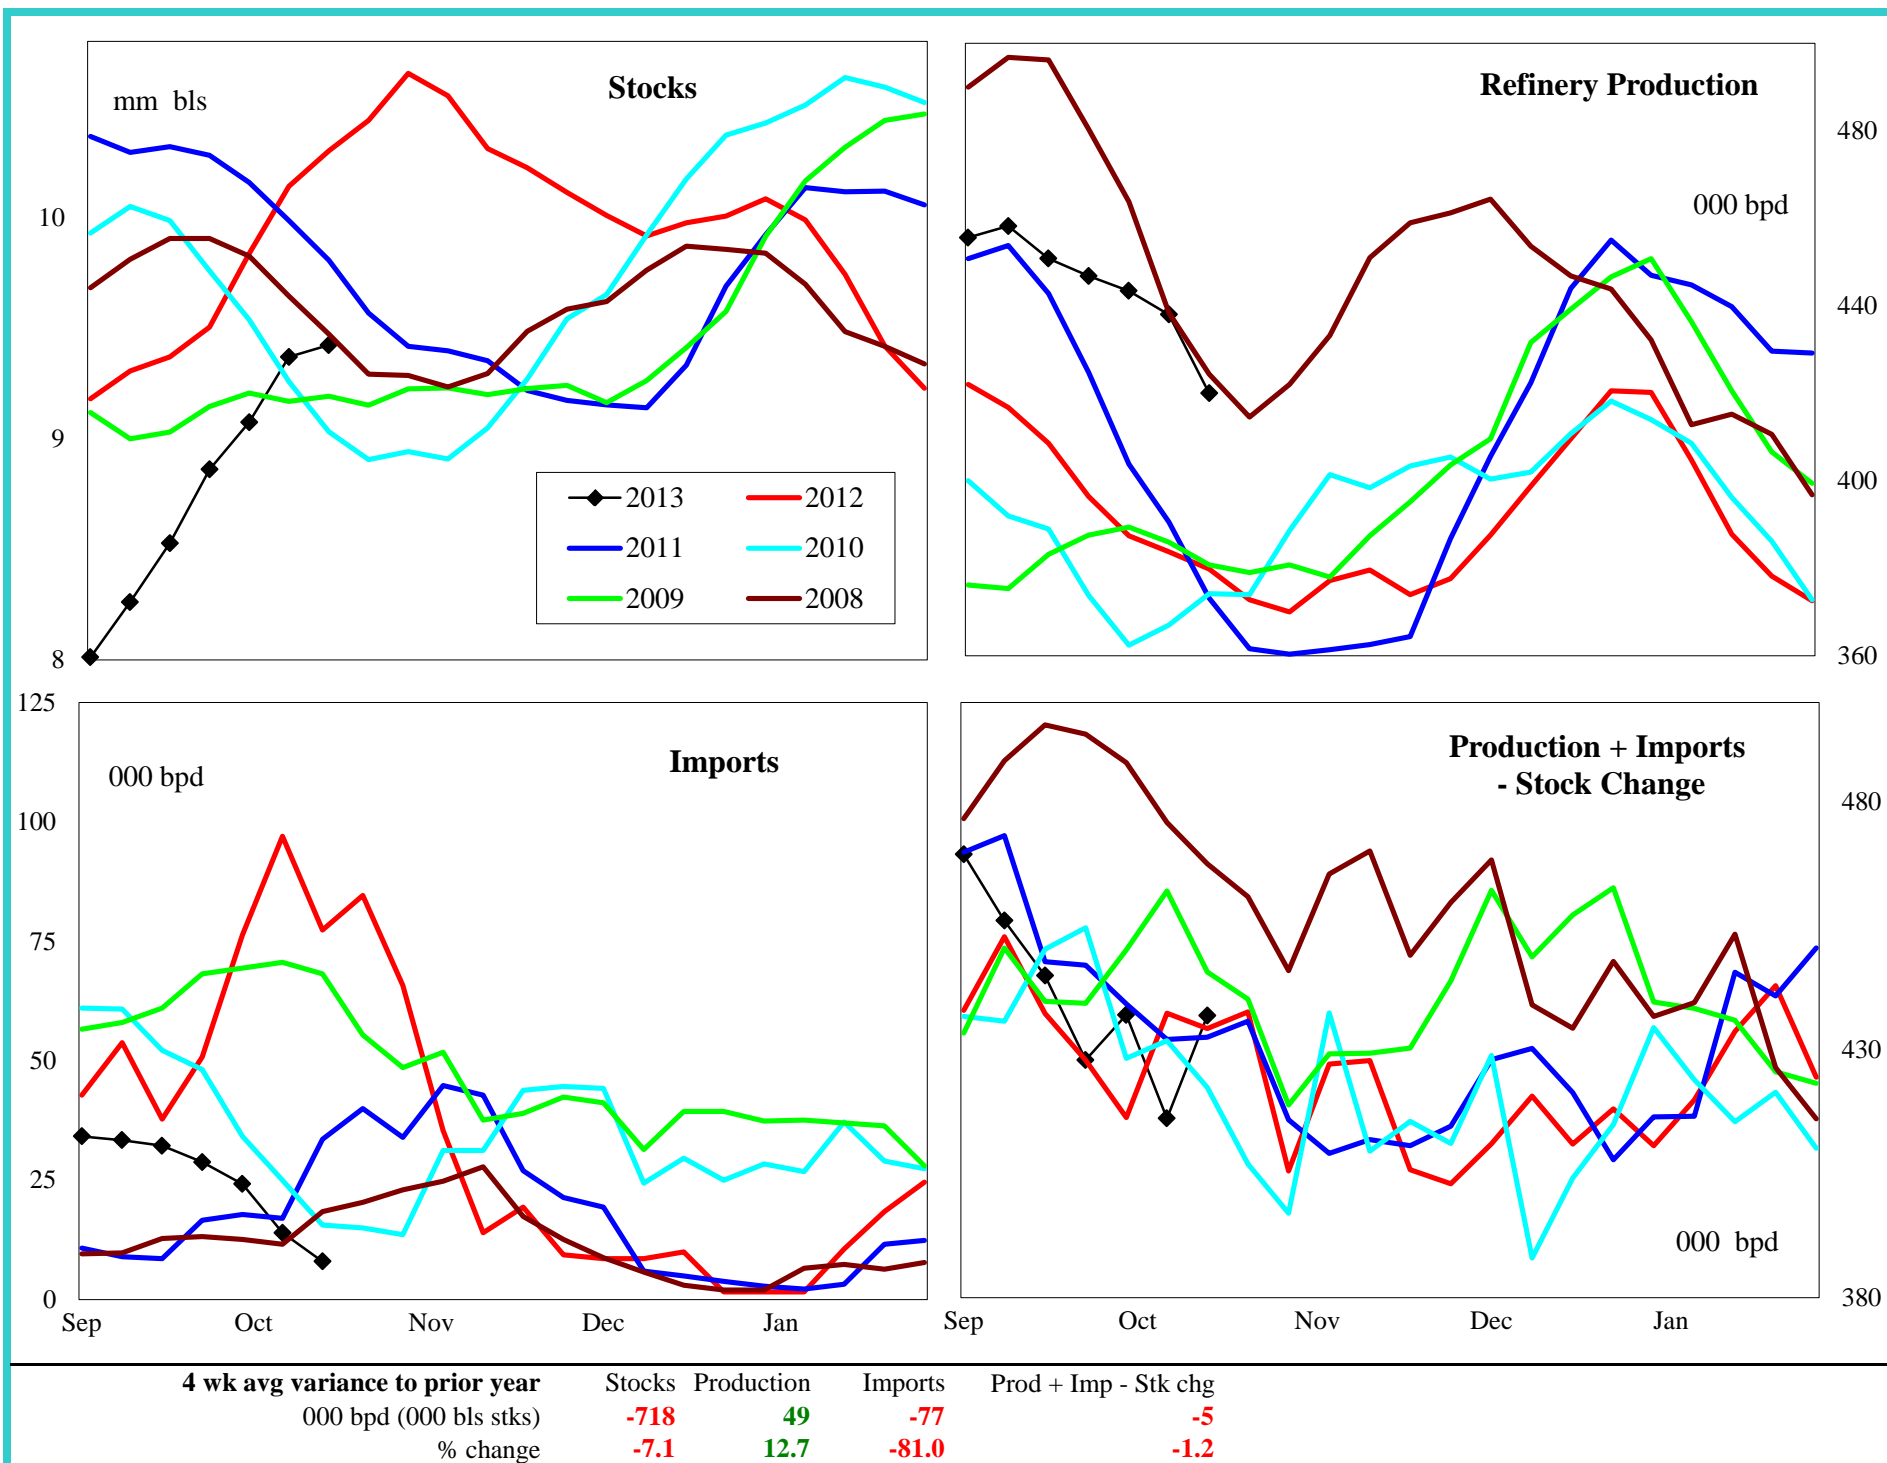 Stocks
mm bls
10
9
8
2013
2012
2011
2010
2009
2008
Refinery Production
000 bpd
480
440
400
360
Imports
000 bpd
125
100
75
50
25
0
Sep Oct Nov Dec Jan
Production + Imports
- Stock Change
480
430
380
000 bpd
Sep Oct Nov Dec Jan
4 wk avg variance to prior year Stocks Production Imports Prod + Imp - Stk chg
000 bpd (000 bls stks) -718 49 -77 -5
% change -7.1 12.7 -81.0 -1.2